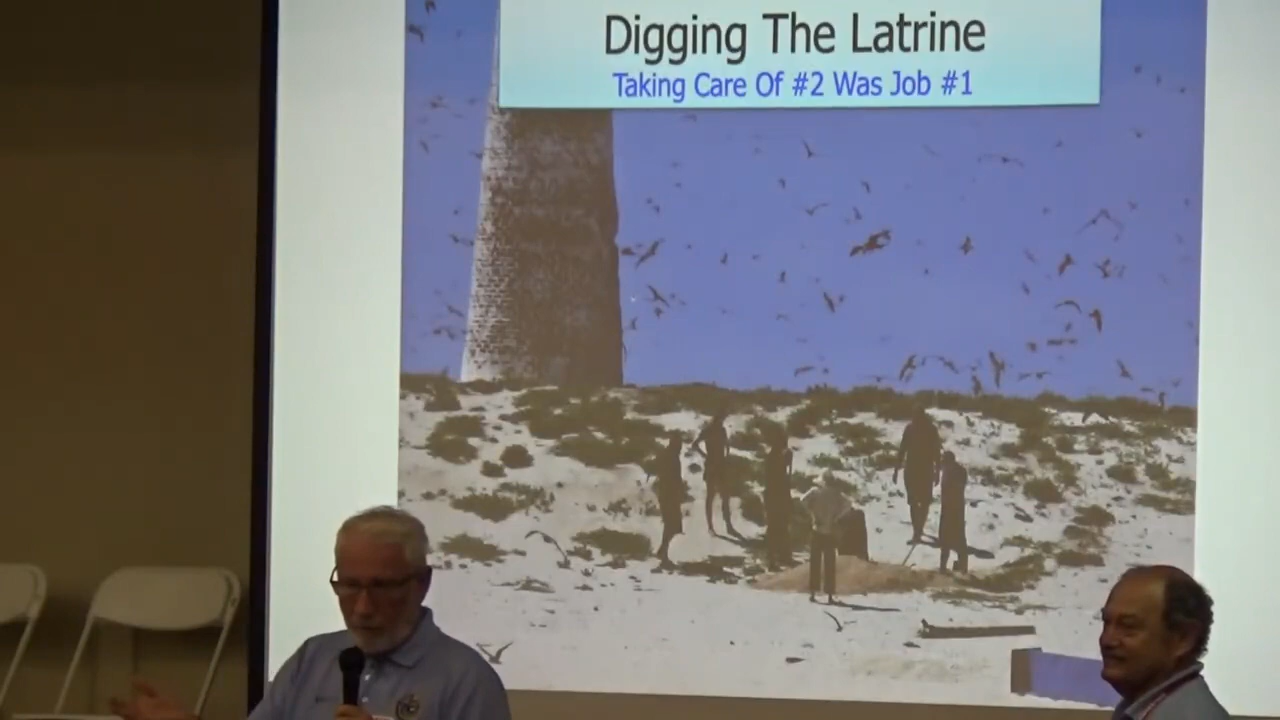 Digging The Latrine
Taking Care Of #2 Was Job #1